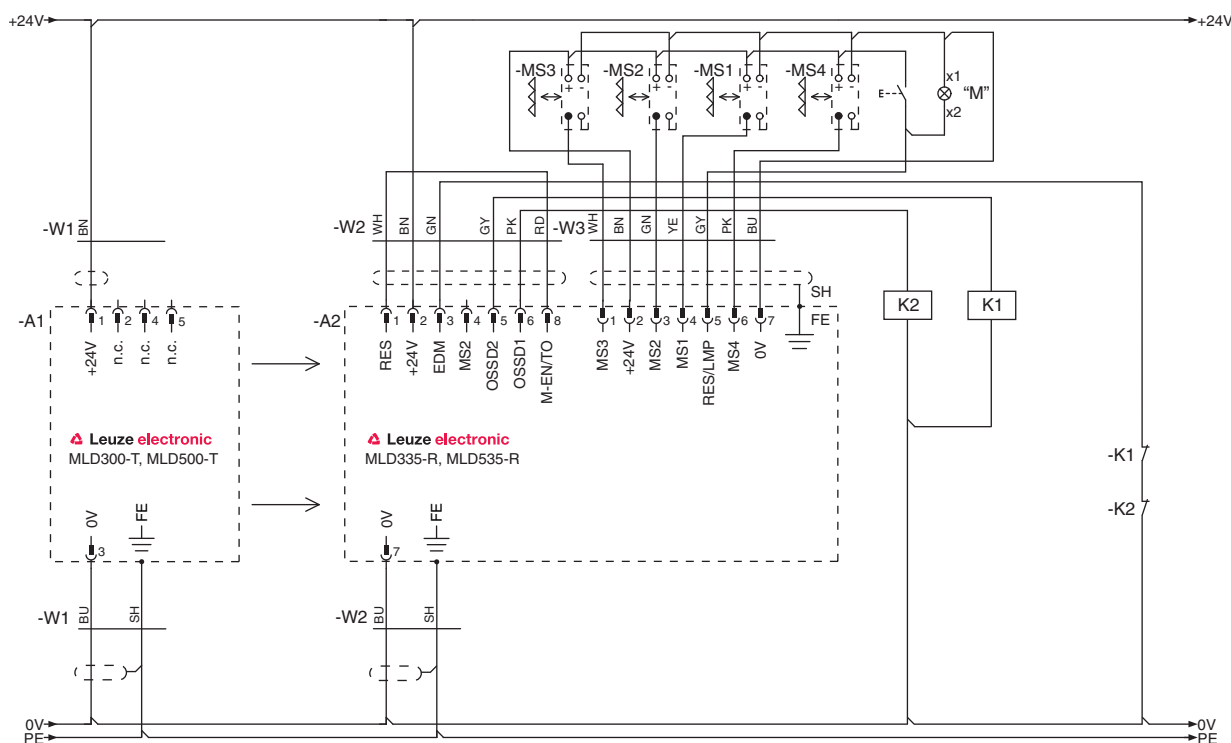 +24V
+24V
-MS3
-MS2
-MS1
-MS4
+ -
+ -
+ -
+ -
E
x1
"M"
x2
-W1
BN
-W2
WH
BN
GN
GY
PK
RD
-W3
WH
BN
GN
YE
GY
PK
BU
SH
FE
K2
K1
-A1
1
2
4
5
+24V
n.c.
n.c.
n.c.
-A2
1
2
3
4
5
6
8
RES
+24V
EDM
MS2
OSSD2
OSSD1
M-EN/TO
1
2
3
4
5
6
7
MS3
+24V
MS2
MS1
RES/LMP
MS4
0V
Leuze electronic
MLD300-T, MLD500-T
Leuze electronic
MLD335-R, MLD535-R
-K1
-K2
0V
FE
3
0V
FE
7
-W1
BU
SH
-W2
BU
SH
0V
0V
PE
PE